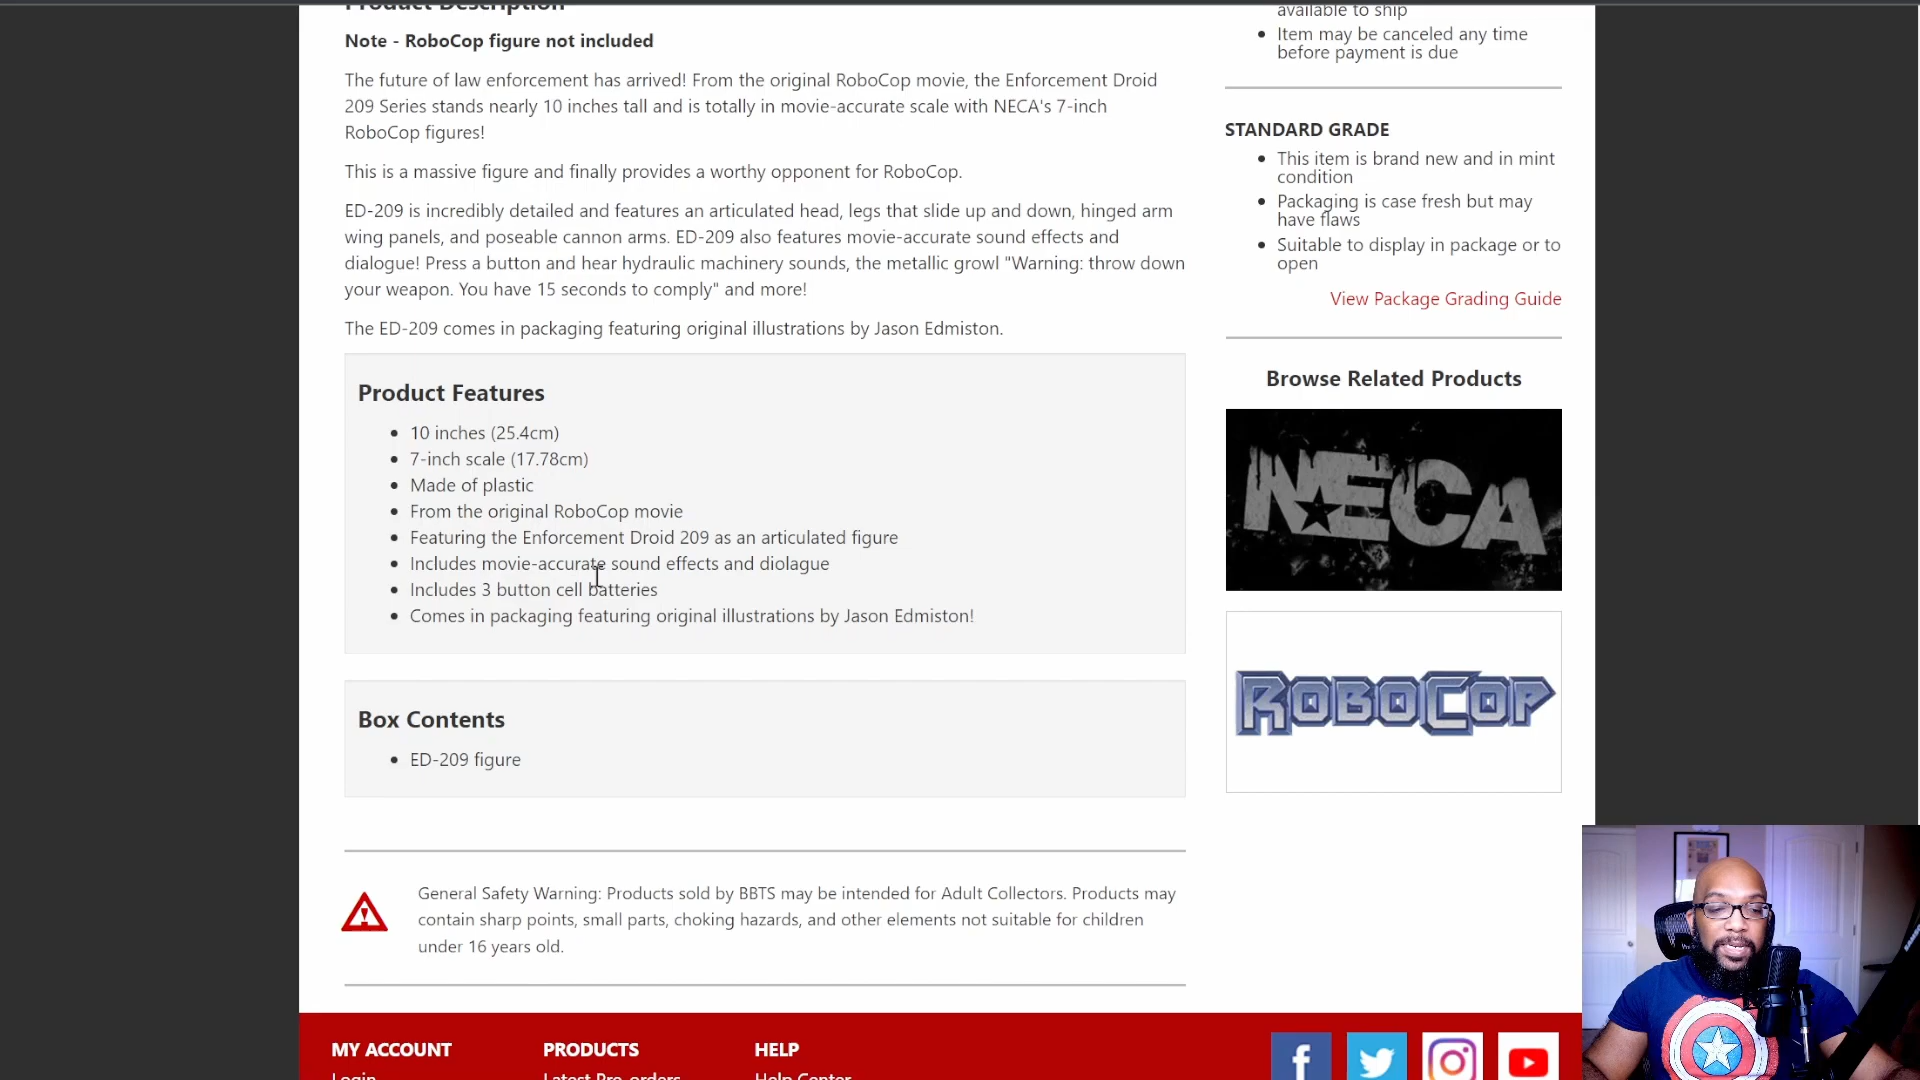 Product Description
Note - RoboCop figure not included
The future of law enforcement has arrived! From the original RoboCop movie, the Enforcement Droid
209 Series stands nearly 10 inches tall and is totally in movie-accurate scale with NECA's 7-inch
RoboCop figures!
This is a massive figure and finally provides a worthy opponent for RoboCop.
ED-209 is incredibly detailed and features an articulated head, legs that slide up and down, hinged arm
wing panels, and poseable cannon arms. ED-209 also features movie-accurate sound effects and
dialogue! Press a button and hear hydraulic machinery sounds, the metallic growl "Warning: throw down
your weapon. You have 15 seconds to comply" and more!
The ED-209 comes in packaging featuring original illustrations by Jason Edmiston.
Product Features
• 10 inches (25.4cm)
• 7-inch scale (17.78cm)
• Made of plastic
• From the original RoboCop movie
• Featuring the Enforcement Droid 209 as an articulated figure
• Includes movie-accurate sound effects and diolague
• Includes 3 button cell batteries
• Comes in packaging featuring original illustrations by Jason Edmiston!
Box Contents
• ED-209 figure
General Safety Warning: Products sold by BBTS may be intended for Adult Collectors. Products may
contain sharp points, small parts, choking hazards, and other elements not suitable for children
under 16 years old.
available to ship
• Item may be canceled any time
before payment is due
STANDARD GRADE
• This item is brand new and in mint
condition
• Packaging is case fresh but may
have flaws
• Suitable to display in package or to
open
View Package Grading Guide
Browse Related Products
NECA
ROBOCOP
MY ACCOUNT
Login
PRODUCTS
Latest Pre-orders
HELP
Help Center